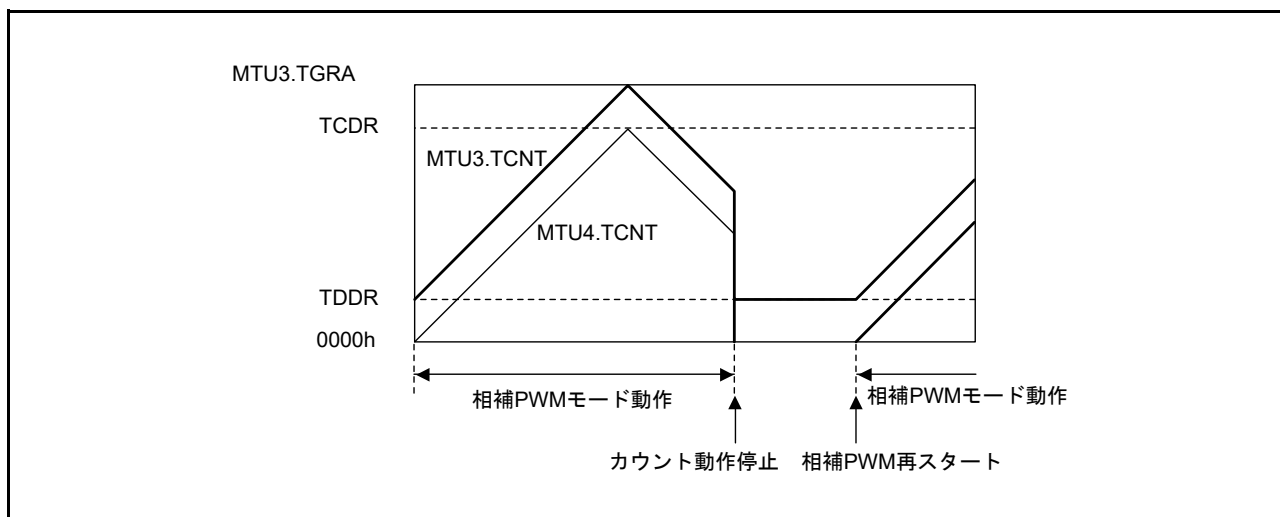 MTU3.TGRA
TCDR
MTU3.TCNT
MTU4.TCNT
TDDR
0000h
相補PWMモード動作
相補PWMモード動作
カウント動作停止
相補PWM再スタート